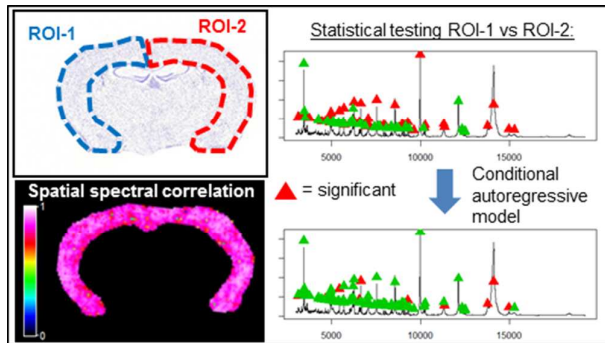 ROI-1
ROI-2
Spatial spectral correlation
1
0
Statistical testing ROI-1 vs ROI-2:
5000 10000 15000
= significant
Conditional
autoregressive
model
5000 10000 15000